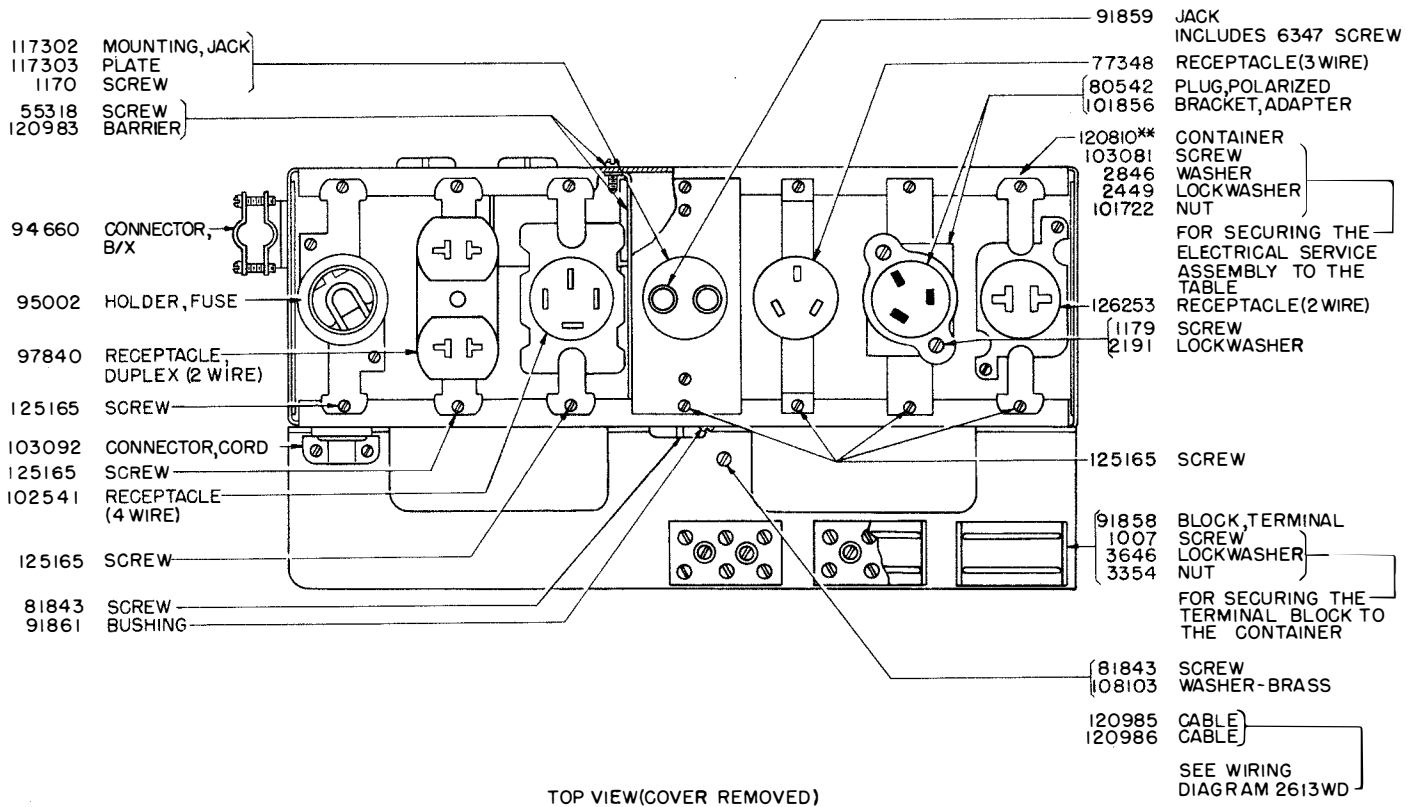 117302 MOUNTING, JACK
117303 PLATE
1170 SCREW
55318 SCREW
120983 BARRIER
94660 CONNECTOR,
B/X
95002 HOLDER, FUSE
97840 RECEPTACLE,
DUPLEX (2 WIRE)
125165 SCREW
103092 CONNECTOR, CORD
125165 SCREW
102541 RECEPTACLE
(4 WIRE)
125165 SCREW
81843 SCREW
91861 BUSHING
91859 JACK
INCLUDES 6347 SCREW
77348 RECEPTACLE (3 WIRE)
80542 PLUG, POLARIZED
101856 BRACKET, ADAPTER
120810** CONTAINER
103081 SCREW
2846 WASHER
2449 LOCKWASHER
101722 NUT
FOR SECURING THE
ELECTRICAL SERVICE
ASSEMBLY TO THE
TABLE
126253 RECEPTACLE (2 WIRE)
1179 SCREW
2191 LOCKWASHER
125165 SCREW
91858 BLOCK, TERMINAL
1007 SCREW
3646 LOCKWASHER
3354 NUT
FOR SECURING THE
TERMINAL BLOCK TO
THE CONTAINER
81843 SCREW
108103 WASHER-BRASS
120985 CABLE
120986 CABLE
SEE WIRING
DIAGRAM 2613WD
TOP VIEW (COVER REMOVED)